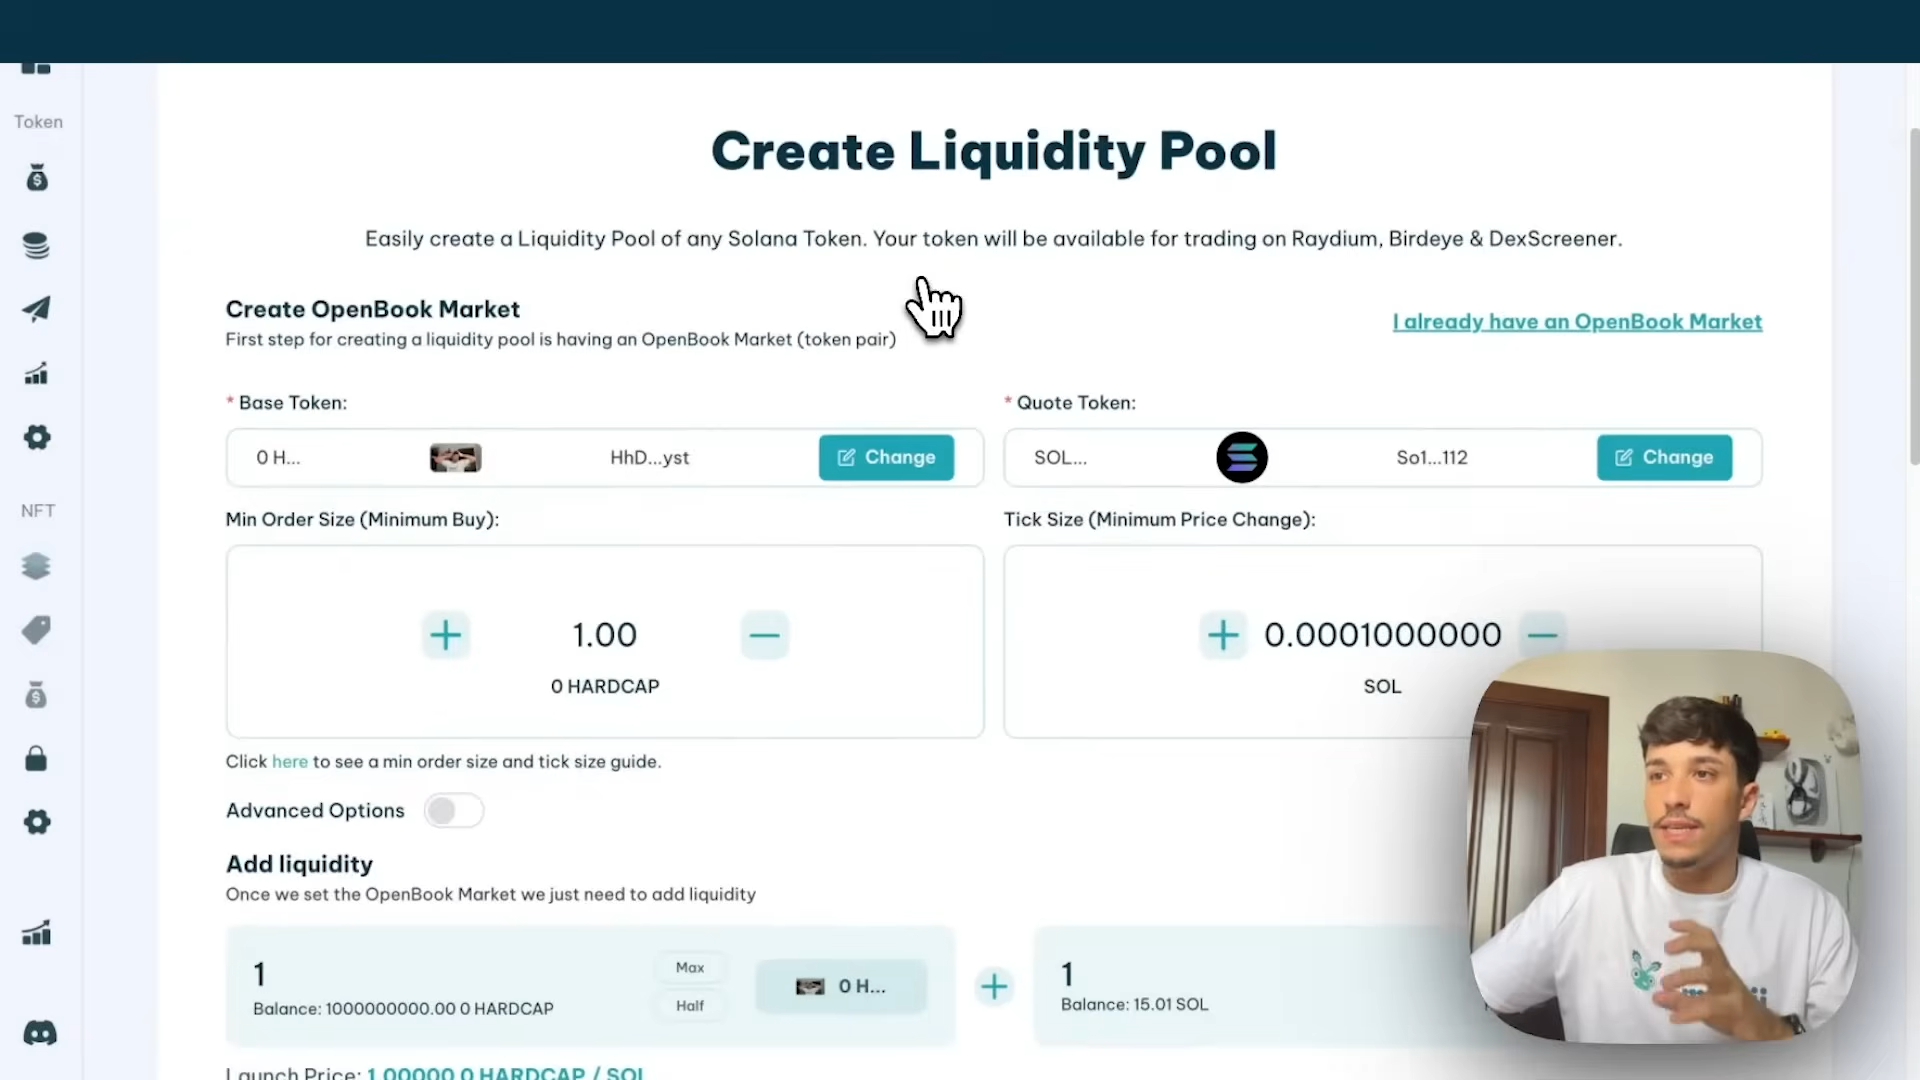 Token
NFT
Create Liquidity Pool
Easily create a Liquidity Pool of any Solana Token. Your token will be available for trading on Raydium, Birdeye & DexScreener.
Create OpenBook Market
First step for creating a liquidity pool is having an OpenBook Market (token pair)
I already have an OpenBook Market
* Base Token:
0 H...
HhD...yst
Change
* Quote Token:
SOL...
So1...112
Change
Min Order Size (Minimum Buy):
1.00
0 HARDCAP
Tick Size (Minimum Price Change):
0.0001000000
SOL
Click here to see a min order size and tick size guide.
Advanced Options
Add liquidity
Once we set the OpenBook Market we just need to add liquidity
1
Balance: 1000000000.00 0 HARDCAP
Max
Half
0 H...
1
Balance: 15.01 SOL
Launch Price: 1.00000 0 HARDCAP / SOL